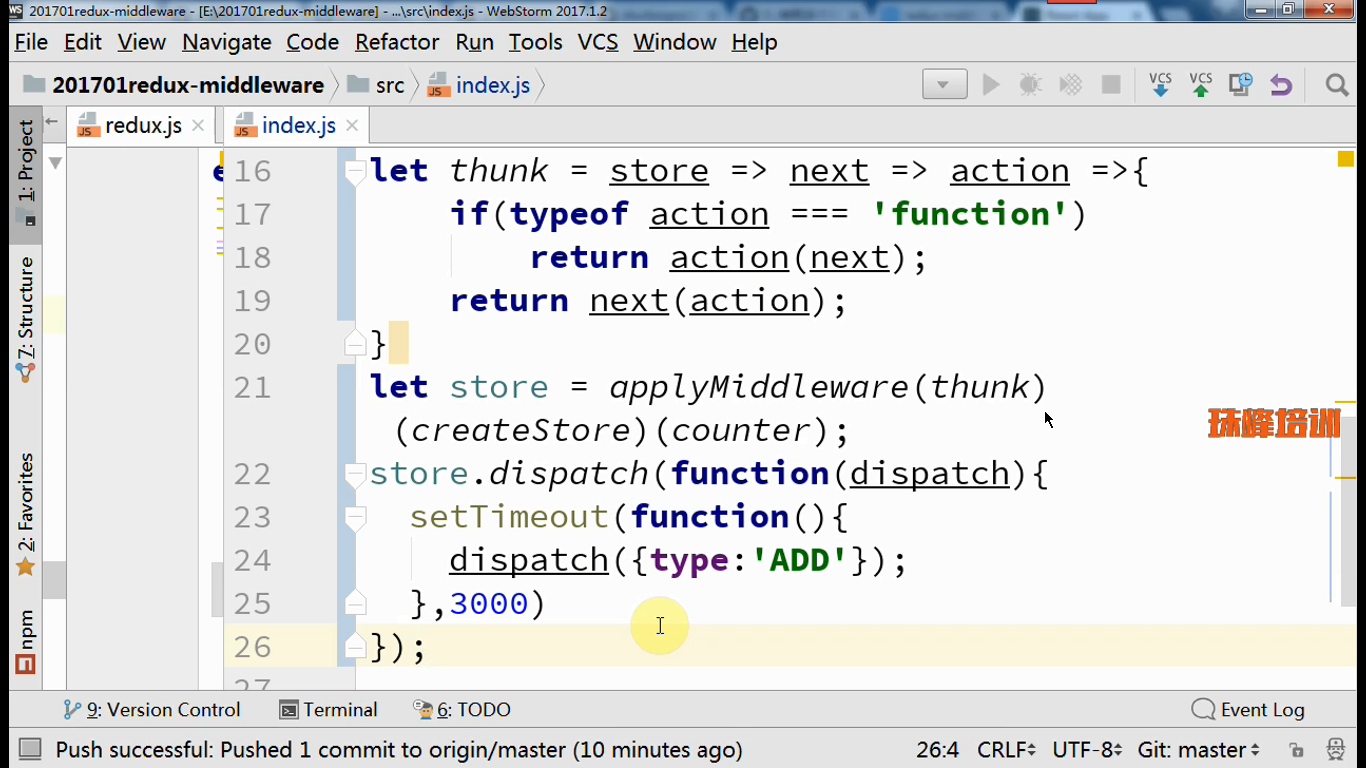 201701redux-middleware - [E:\201701redux-middleware] - ...\src\index.js - WebStorm 2017.1.2
File Edit View Navigate Code Refactor Run Tools VCS Window Help
201701redux-middleware src index.js VCS VCS
redux.js index.js
1: Project
7: Structure
2: Favorites
npm
16 let thunk = store => next => action =>{
17 if(typeof action === 'function')
18 return action(next);
19 return next(action);
20 }
21 let store = applyMiddleware(thunk)
(createStore)(counter);
22 store.dispatch(function(dispatch){
23 setTimeout(function(){
24 dispatch({type:'ADD'});
25 },3000)
26 });
27
珠峰培训
9: Version Control Terminal 6: TODO Event Log
Push successful: Pushed 1 commit to origin/master (10 minutes ago) 26:4 CRLF UTF-8 Git: master